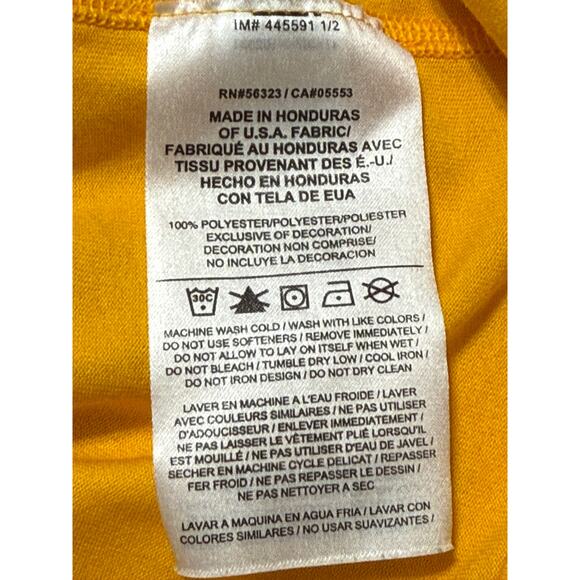 IM# 445591 1/2
RN#56323 / CA#05553
MADE IN HONDURAS
OF U.S.A. FABRIC/
FABRIQUÉ AU HONDURAS AVEC
TISSU PROVENANT DES É.-U./
HECHO EN HONDURAS
CON TELA DE EUA
100% POLYESTER/POLYESTER/POLIESTER
EXCLUSIVE OF DECORATION/
DECORATION NON COMPRISE/
NO INCLUYE LA DECORACIÓN
30C
MACHINE WASH COLD / WASH WITH LIKE COLORS /
DO NOT USE SOFTENERS / REMOVE IMMEDIATELY /
DO NOT ALLOW TO LAY ON ITSELF WHEN WET /
DO NOT BLEACH / TUMBLE DRY LOW / COOL IRON /
DO NOT IRON DESIGN / DO NOT DRY CLEAN
LAVER EN MACHINE A L'EAU FROIDE / LAVER
AVEC COULEURS SIMILAIRES / NE PAS UTILISER
D'ADOUCISSEUR / ENLEVER IMMEDIATEMENT /
NE PAS LAISSER LE VÊTEMENT PLIÉ LORSQU'IL
EST MOUILLÉ / NE PAS UTILISER D'EAU DE JAVEL /
SECHER EN MACHINE CYCLE DELICAT / REPASSER
FER FROID / NE PAS REPASSER LE DESSIN /
NE PAS NETTOYER A SEC
LAVAR A MAQUINA EN AGUA FRIA / LAVAR CON
COLORES SIMILARES / NO USAR SUAVIZANTES /